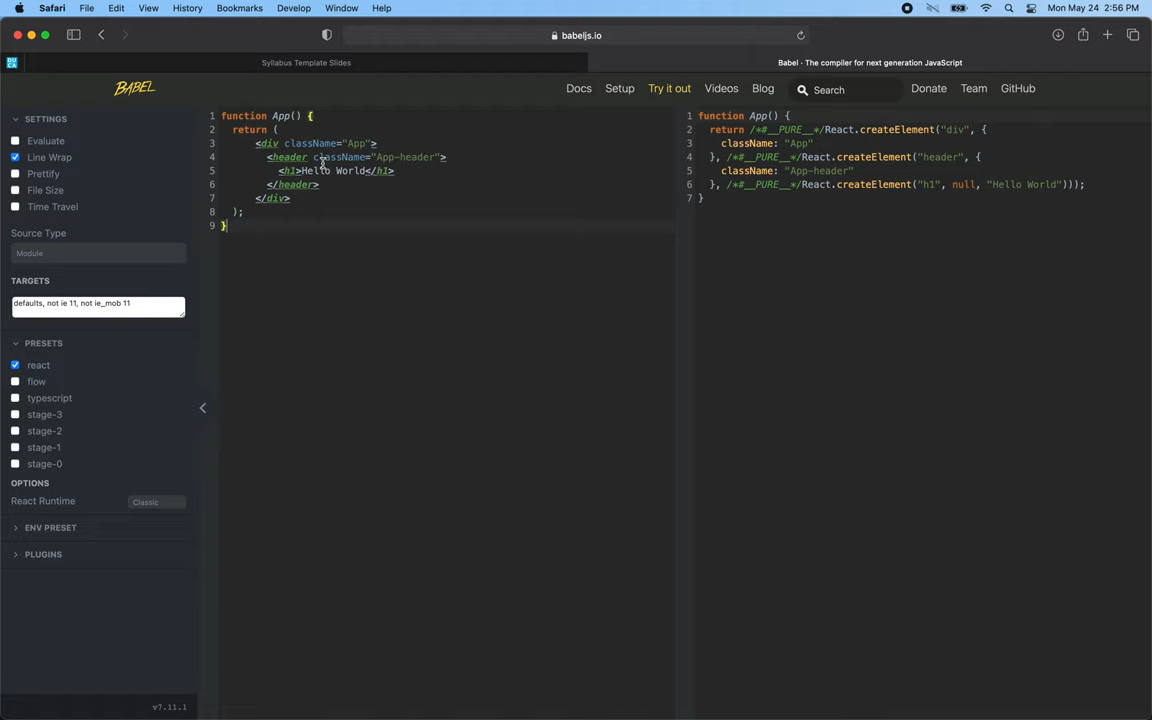 Safari File Edit View History Bookmarks Develop Window Help Mon May 24 2:56 PM
babeljs.io
DU
CA
Syllabus Template Slides
Babel · The compiler for next generation JavaScript
BABEL
Docs Setup Try it out Videos Blog Search Donate Team GitHub
SETTINGS
Evaluate
Line Wrap
Prettify
File Size
Time Travel
Source Type
Module
TARGETS
defaults, not ie 11, not ie_mob 11
PRESETS
react
flow
typescript
stage-3
stage-2
stage-1
stage-0
OPTIONS
React Runtime Classic
ENV PRESET
PLUGINS
v7.11.1
1 function App() {
2 return (
3 <div className="App">
4 <header className="App-header">
5 <h1>Hello World</h1>
6 </header>
7 </div>
8 );
9 }
1 function App() {
2 return /*#__PURE__*/React.createElement("div", {
3 className: "App"
4 }, /*#__PURE__*/React.createElement("header", {
5 className: "App-header"
6 }, /*#__PURE__*/React.createElement("h1", null, "Hello World")));
7 }